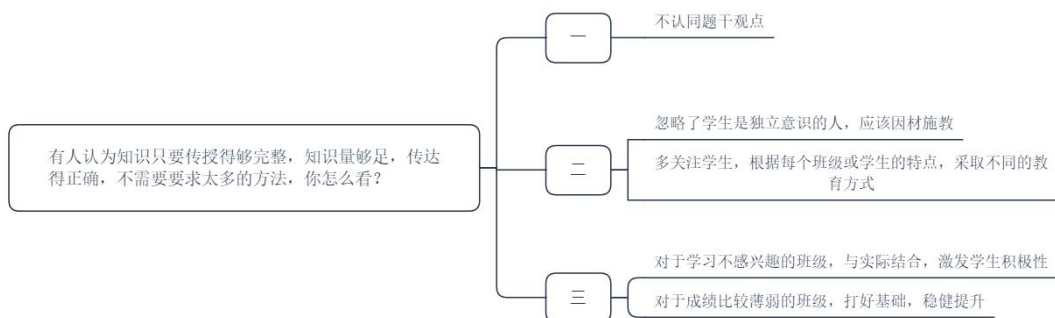 有人认为知识只要传授得够完整，知识量够足，传达
得正确，不需要要求太多的方法，你怎么看？
一
不认同题干观点
二
忽略了学生是独立意识的人，应该因材施教
多关注学生，根据每个班级或学生的特点，采取不同的教
育方式
三
对于学习不感兴趣的班级，与实际结合，激发学生积极性
对于成绩比较薄弱的班级，打好基础，稳健提升